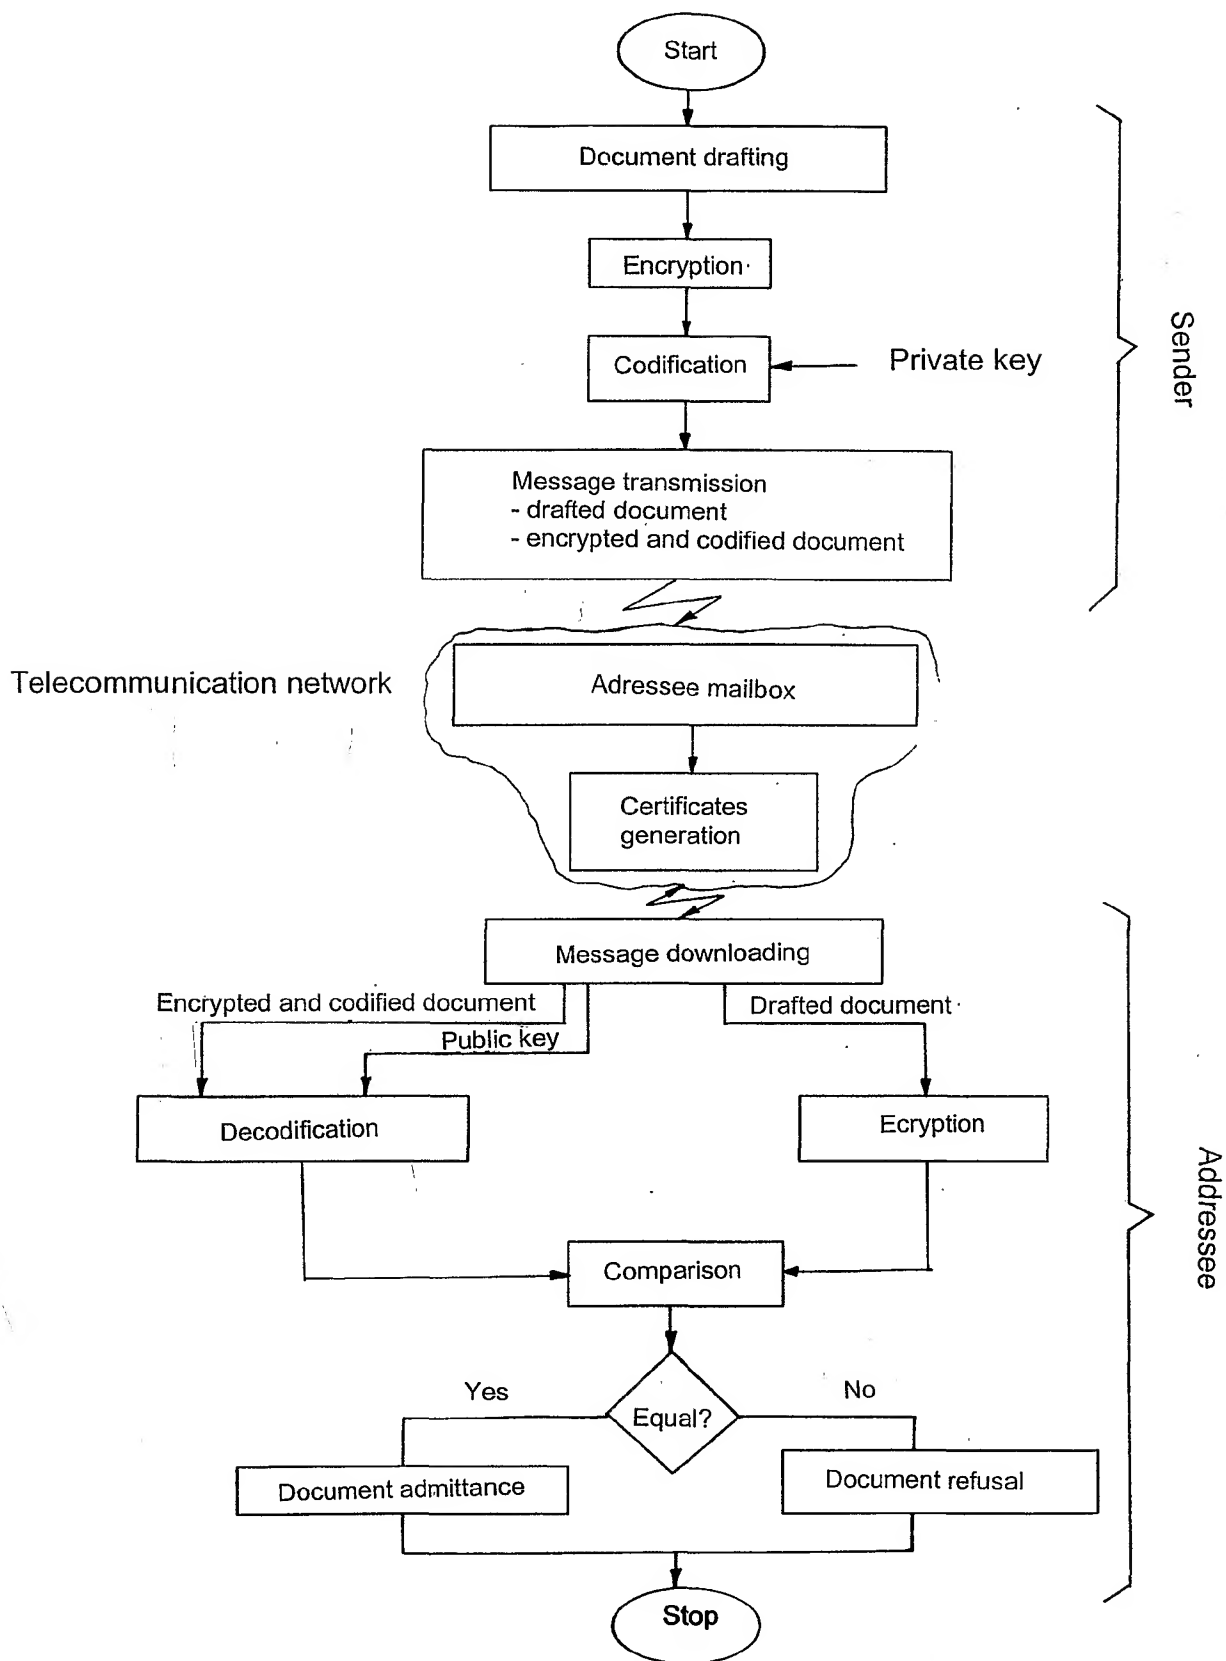 Start
Document drafting
Encryption
Codification
Private key
Sender
Message transmission
- drafted document
- encrypted and codified document
Telecommunication network
Adressee mailbox
Certificates
generation
Message downloading
Encrypted and codified document
Drafted document
Public key
Decodification
Ecryption
Addressee
Comparison
Yes
No
Equal?
Document admittance
Document refusal
Stop